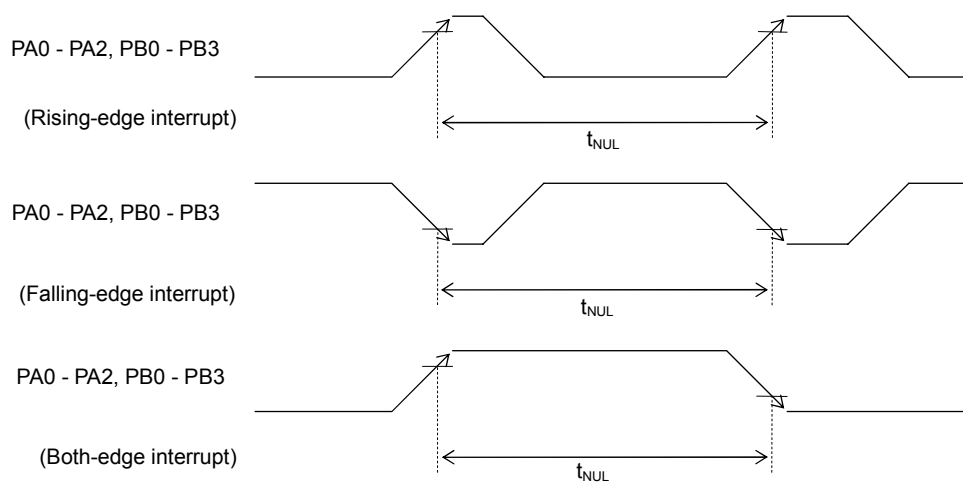 PA0 - PA2, PB0 - PB3
(Rising-edge interrupt)
tNUL
PA0 - PA2, PB0 - PB3
(Falling-edge interrupt)
tNUL
PA0 - PA2, PB0 - PB3
(Both-edge interrupt)
tNUL